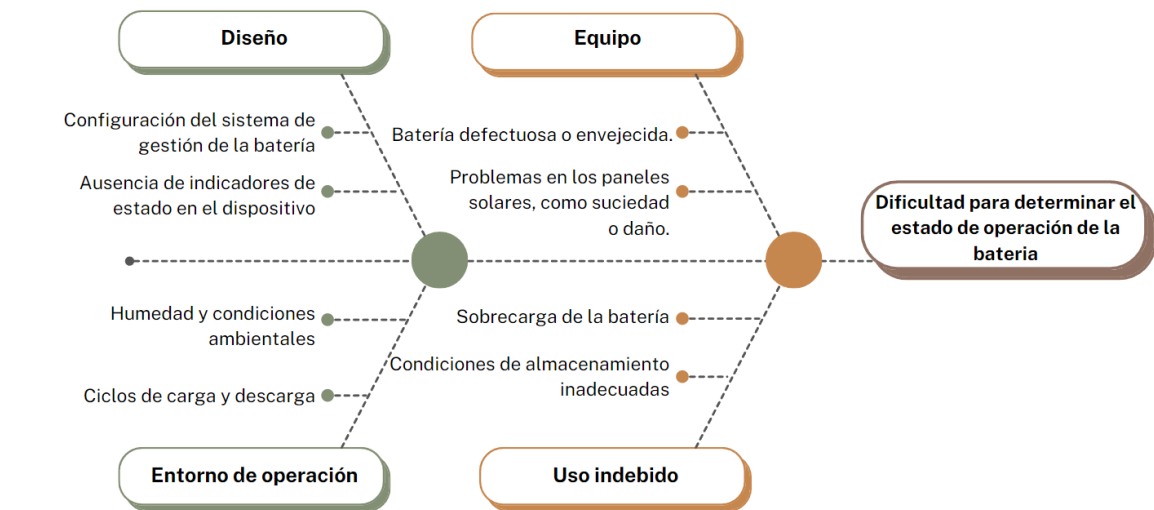 Diseño
Equipo
Configuración del sistema de
gestión de la batería
Ausencia de indicadores de
estado en el dispositivo
Batería defectuosa o envejecida.
Problemas en los paneles
solares, como suciedad
o daño.
Dificultad para determinar el
estado de operación de la
bateria
Humedad y condiciones
ambientales
Ciclos de carga y descarga
Sobrecarga de la batería
Condiciones de almacenamiento
inadecuadas
Entorno de operación
Uso indebido